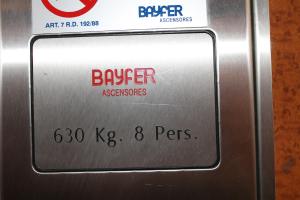 ART. 7 R.D. 192/88
BAYFER
ASCENSORES
BAYFER
ASCENSORES
630 Kg. 8 Pers.